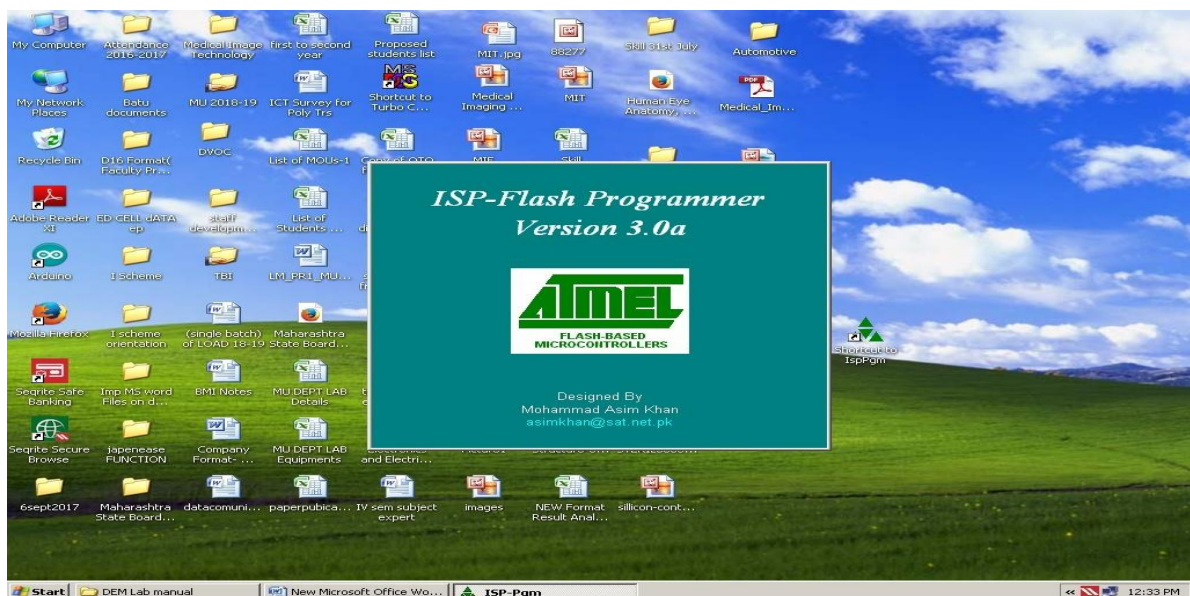 My Computer
Attendance 2016-2017
Medical Image Technology
first to second year
Proposed students list
MIT.jpg
88277
Skill 31st July
Automotive
My Network Places
Batu documents
MU 2018-19
ICT Survey for Poly Trs
Shortcut to Turbo C...
Medical Imaging ...
MIT
Human Eye Anatomy, ...
Medical_Im...
Recycle Bin
D16 Format( Faculty Pr...
DVOC
List of MOUs-1
Adobe Reader XI
ED CELL dATA ep
staff developm...
List of Students ...
Arduino
I Scheme
TBI
LM_PR1_MU...
Mozilla Firefox
I scheme orientation
(single batch) of LOAD 18-19
Maharashtra State Board...
Seqrite Safe Banking
Imp MS word Files on d...
BMI Notes
MU DEPT LAB Details
Seqrite Secure Browse
japenease FUNCTION
Company Format- ...
MU DEPT LAB Equipments
and Electri...
6sept2017
Maharashtra State Board...
datacomuni...
paperpubica...
IV sem subject expert
images
NEW Format Result Anal...
sillicon-cont...
ISP-Flash Programmer
Version 3.0a
ATMEL
FLASH-BASED
MICROCONTROLLERS
Designed By
Mohammad Asim Khan
asimkhan@sat.net.pk
Shortcut to IspPgm
Start
DEM Lab manual
New Microsoft Office Wo...
ISP-Pgm
12:33 PM